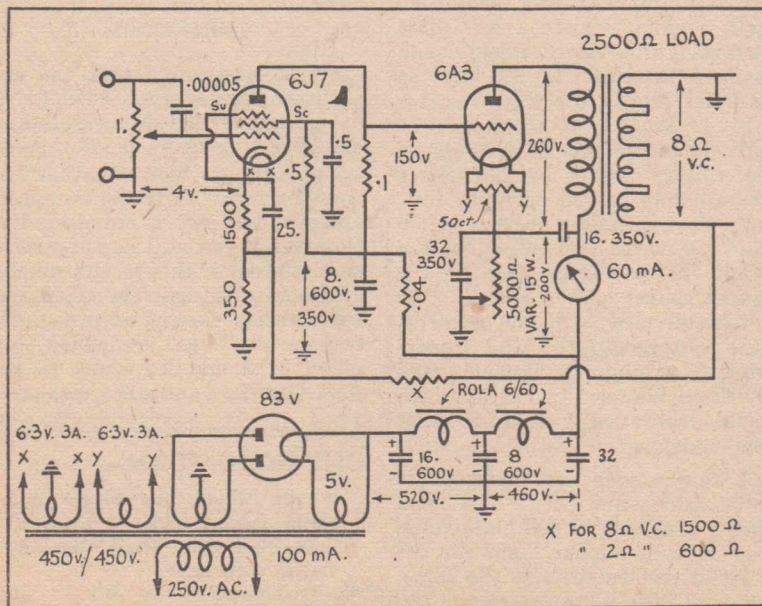 2500Ω LOAD
.00005
6J7
6A3
Su
Sc
1.
.5
.5
8Ω
V.C.
260v.
150v
.1
x x
4v.
Y Y
50ct
1500
25.
16. 350v.
32
350v
5000Ω
VAR. 15 W.
200v
60 mA.
8.
600v.
350v
.04
350
X
ROLA 6/60
83v
6·3v. 3A. 6·3v. 3A.
X X Y Y
5v.
+ + +
16. 8 32
- - -
600v 600v
520v. 460v.
450v./450v. 100 mA.
250v. AC.
X FOR 8Ω V.C. 1500 Ω
" 2Ω " 600 Ω